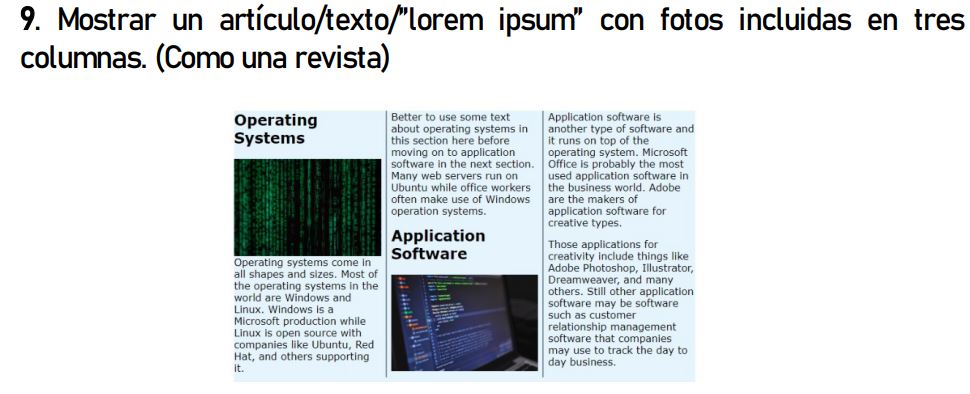 9. Mostrar un artículo/texto/"lorem ipsum" con fotos incluidas en tres
columnas. (Como una revista)
Operating
Systems
Operating systems come in
all shapes and sizes. Most of
the operating systems in the
world are Windows and
Linux. Windows is a
Microsoft production while
Linux is open source with
companies like Ubuntu, Red
Hat, and others supporting
it.
Better to use some text
about operating systems in
this section here before
moving on to application
software in the next section.
Many web servers run on
Ubuntu while office workers
often make use of Windows
operation systems.
Application
Software
Application software is
another type of software and
it runs on top of the
operating system. Microsoft
Office is probably the most
used application software in
the business world. Adobe
are the makers of
application software for
creative types.
Those applications for
creativity include things like
Adobe Photoshop, Illustrator,
Dreamweaver, and many
others. Still other application
software may be software
such as customer
relationship management
software that companies
may use to track the day to
day business.